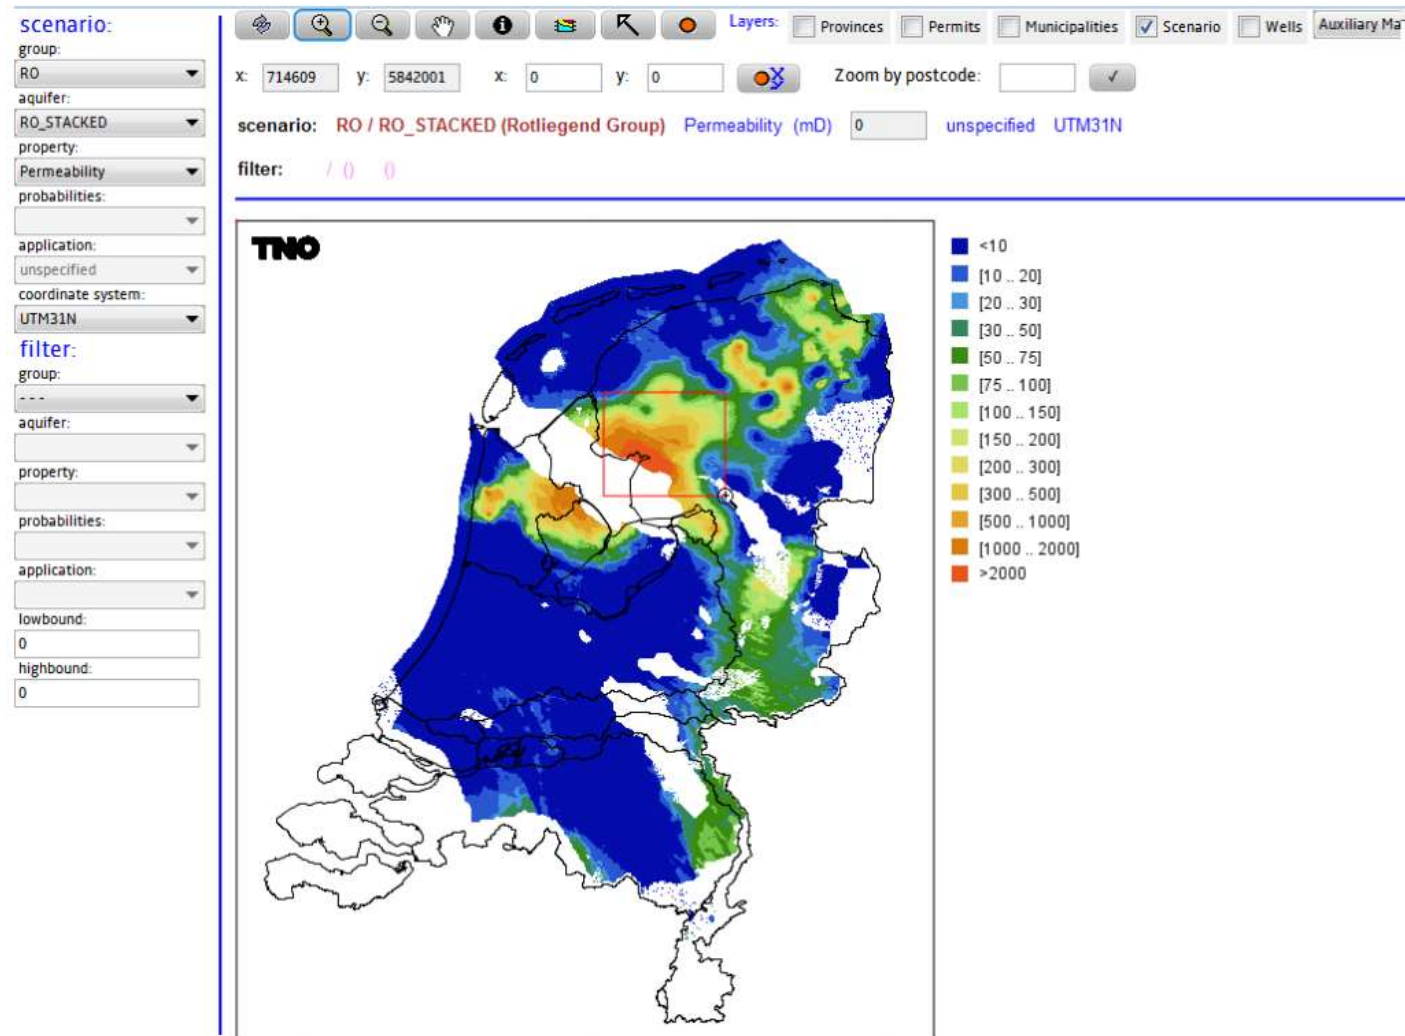 scenario:
group:
RO
aquifer:
RO_STACKED
property:
Permeability
probabilities:
application:
unspecified
coordinate system:
UTM31N
filter:
group:
---
aquifer:
property:
probabilities:
application:
lowbound:
0
highbound:
0
Layers: Provinces Permits Municipalities Scenario Wells Auxiliary Ma
x: 714609 y: 5842001 x: 0 y: 0 XY Zoom by postcode:
scenario: RO / RO_STACKED (Rotliegend Group) Permeability (mD) 0 unspecified UTM31N
filter: / () ()
TNO
<10
[10 .. 20]
[20 .. 30]
[30 .. 50]
[50 .. 75]
[75 .. 100]
[100 .. 150]
[150 .. 200]
[200 .. 300]
[300 .. 500]
[500 .. 1000]
[1000 .. 2000]
>2000